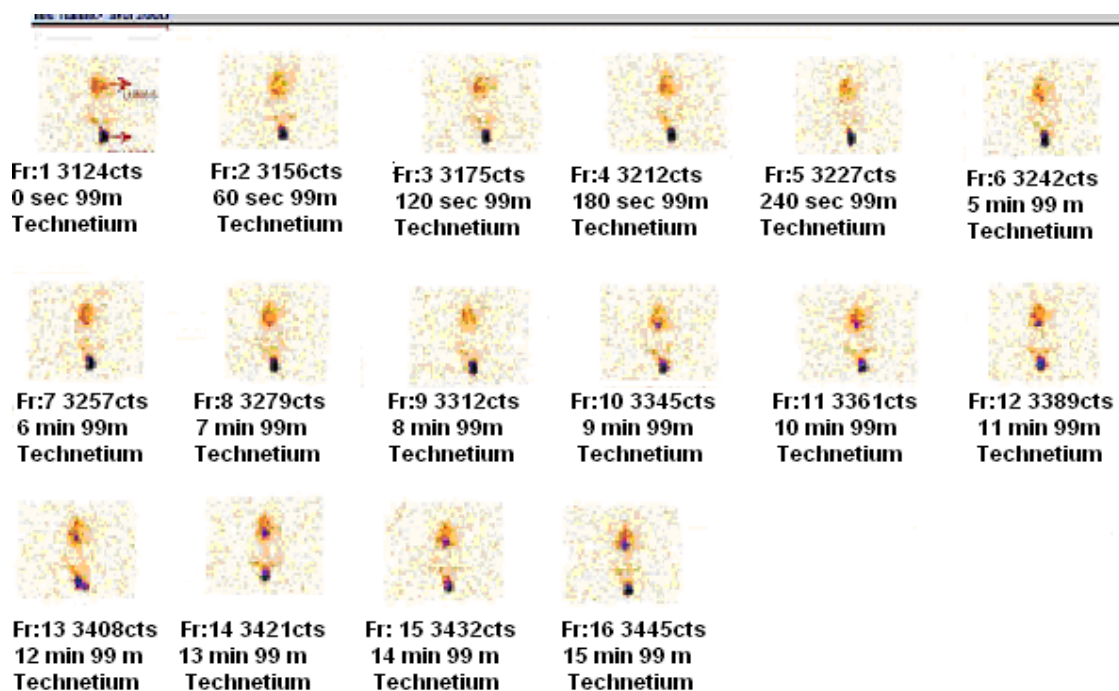 Fr:1 3124cts
0 sec 99m
Technetium
Fr:2 3156cts
60 sec 99m
Technetium
Fr:3 3175cts
120 sec 99m
Technetium
Fr:4 3212cts
180 sec 99m
Technetium
Fr:5 3227cts
240 sec 99m
Technetium
Fr:6 3242cts
5 min 99 m
Technetium
Fr:7 3257cts
6 min 99m
Technetium
Fr:8 3279cts
7 min 99m
Technetium
Fr:9 3312cts
8 min 99m
Technetium
Fr:10 3345cts
9 min 99m
Technetium
Fr:11 3361cts
10 min 99m
Technetium
Fr:12 3389cts
11 min 99m
Technetium
Fr:13 3408cts
12 min 99 m
Technetium
Fr:14 3421cts
13 min 99 m
Technetium
Fr: 15 3432cts
14 min 99 m
Technetium
Fr:16 3445cts
15 min 99 m
Technetium